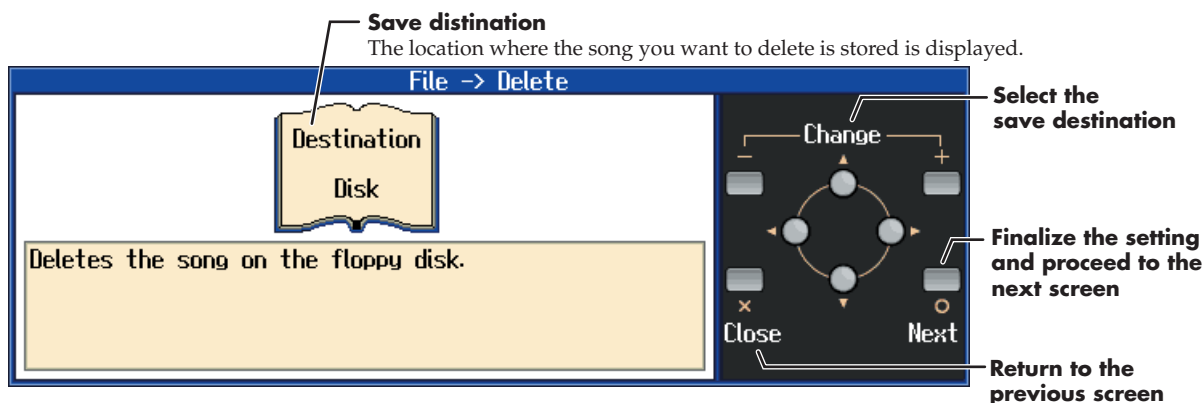 Save distination
The location where the song you want to delete is stored is displayed.
File -> Delete
Destination
Disk
Deletes the song on the floppy disk.
Change
− +
× ○
Close Next
Select the
save destination
Finalize the setting
and proceed to the
next screen
Return to the
previous screen